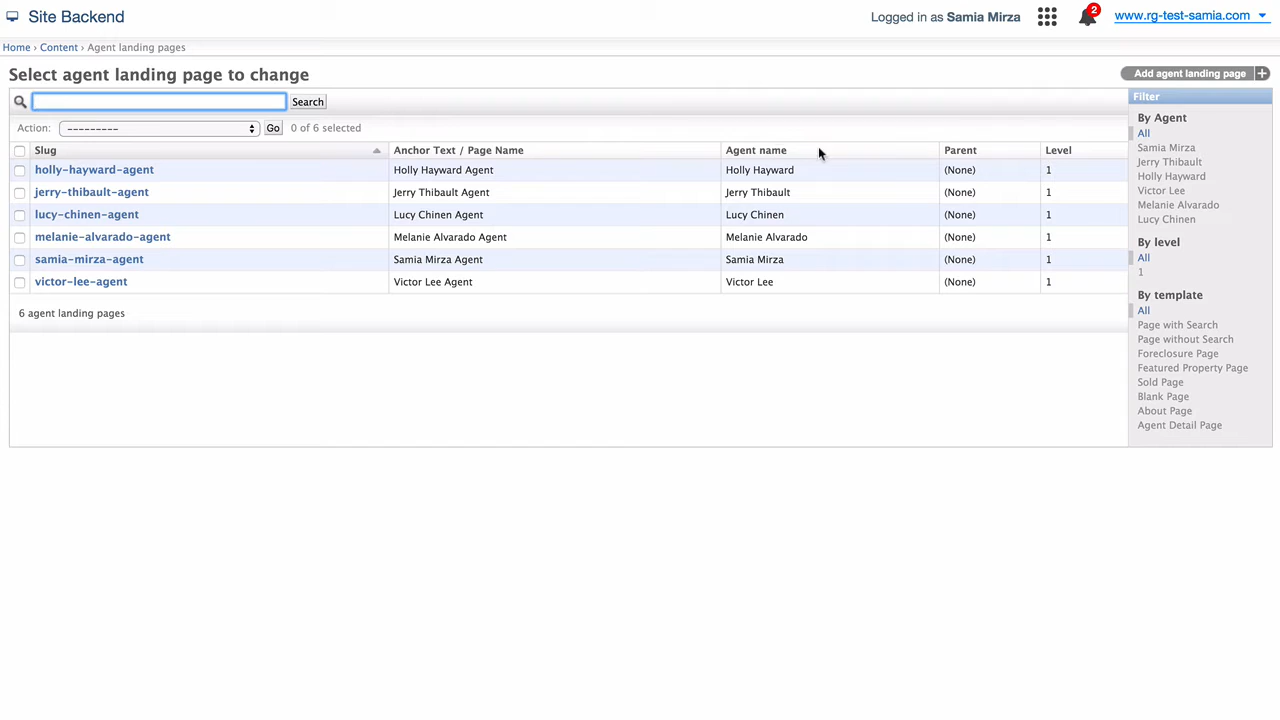 Site Backend
Logged in as Samia Mirza
2
www.rg-test-samia.com
Home › Content › Agent landing pages
Select agent landing page to change
Add agent landing page +
Search
Action: --------- Go 0 of 6 selected
Slug Anchor Text / Page Name Agent name Parent Level
holly-hayward-agent Holly Hayward Agent Holly Hayward (None) 1
jerry-thibault-agent Jerry Thibault Agent Jerry Thibault (None) 1
lucy-chinen-agent Lucy Chinen Agent Lucy Chinen (None) 1
melanie-alvarado-agent Melanie Alvarado Agent Melanie Alvarado (None) 1
samia-mirza-agent Samia Mirza Agent Samia Mirza (None) 1
victor-lee-agent Victor Lee Agent Victor Lee (None) 1
6 agent landing pages
Filter
By Agent
All
Samia Mirza
Jerry Thibault
Holly Hayward
Victor Lee
Melanie Alvarado
Lucy Chinen
By level
All
1
By template
All
Page with Search
Page without Search
Foreclosure Page
Featured Property Page
Sold Page
Blank Page
About Page
Agent Detail Page